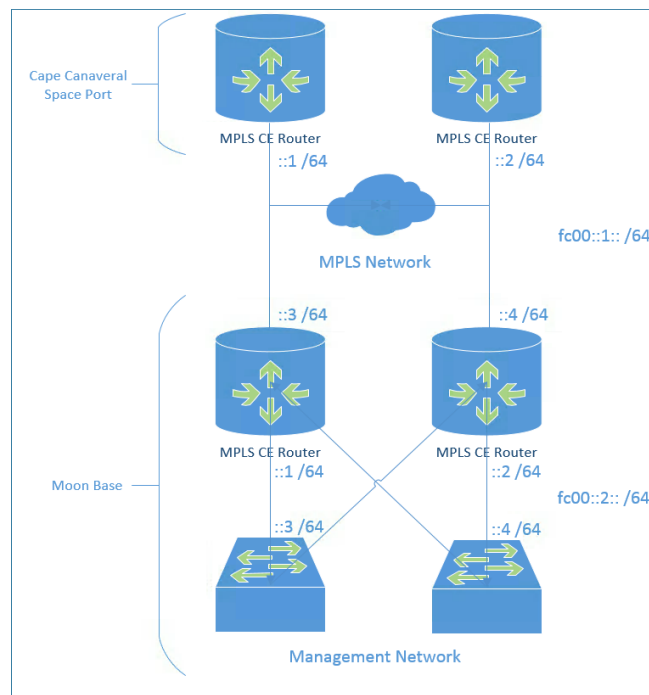 Cape Canaveral
Space Port
MPLS CE Router
MPLS CE Router
::1 /64
::2 /64
MPLS Network
fc00::1:: /64
::3 /64
::4 /64
MPLS CE Router
MPLS CE Router
::1 /64
::2 /64
Moon Base
fc00::2:: /64
::3 /64
::4 /64
Management Network